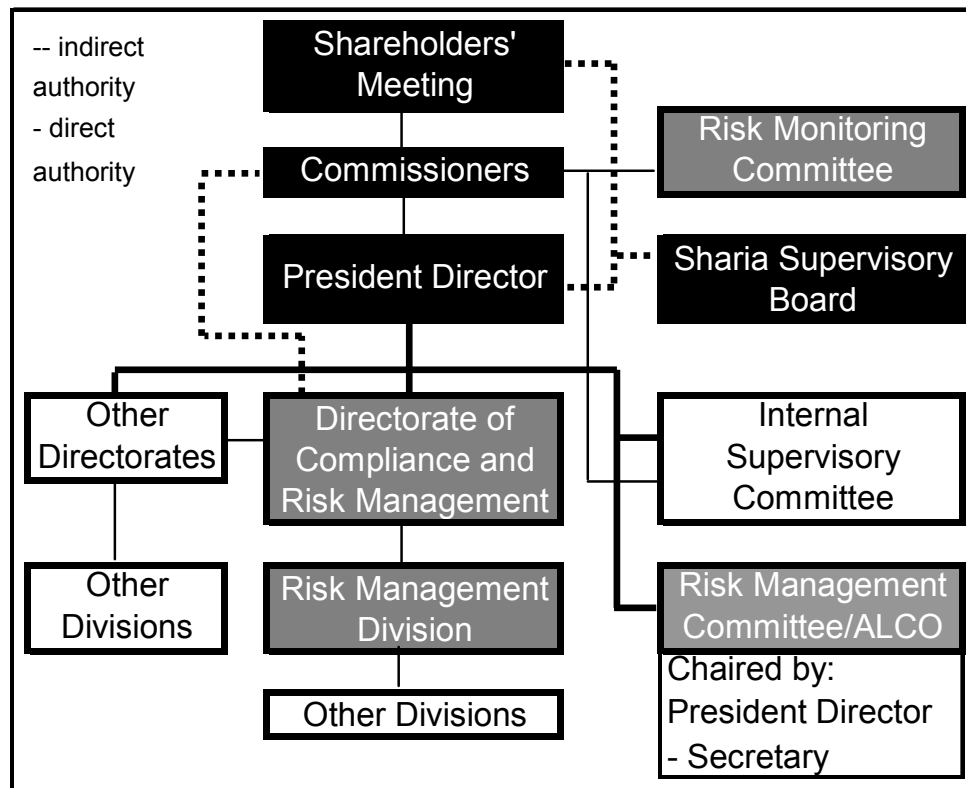 -- indirect
authority
- direct
authority
Shareholders'
Meeting
Commissioners
Risk Monitoring
Committee
President Director
Sharia Supervisory
Board
Other
Directorates
Directorate of
Compliance and
Risk Management
Internal
Supervisory
Committee
Other
Divisions
Risk Management
Division
Risk Management
Committee/ALCO
Other Divisions
Chaired by:
President Director
- Secretary